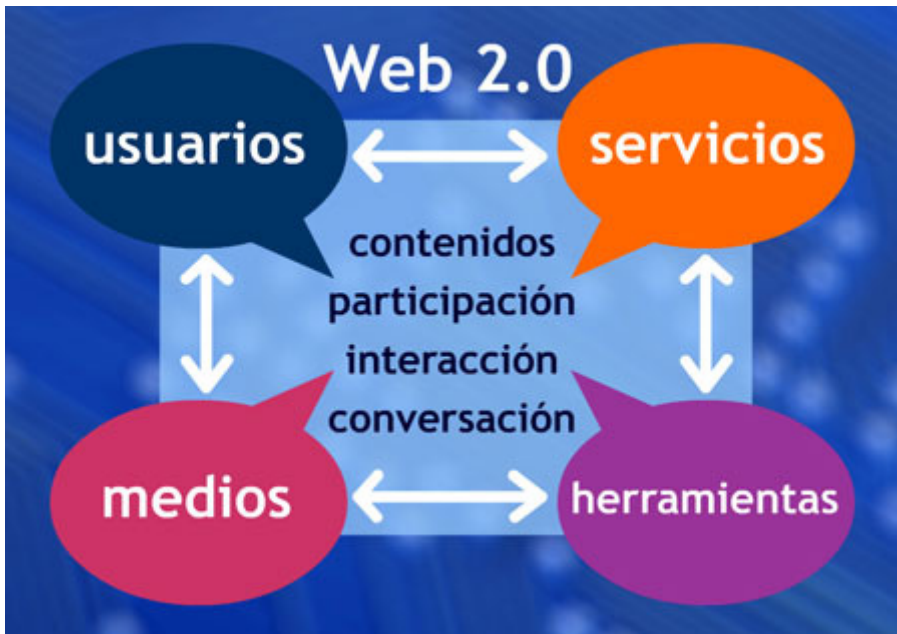 Web 2.0
usuarios
servicios
contenidos
participación
interacción
conversación
medios
herramientas